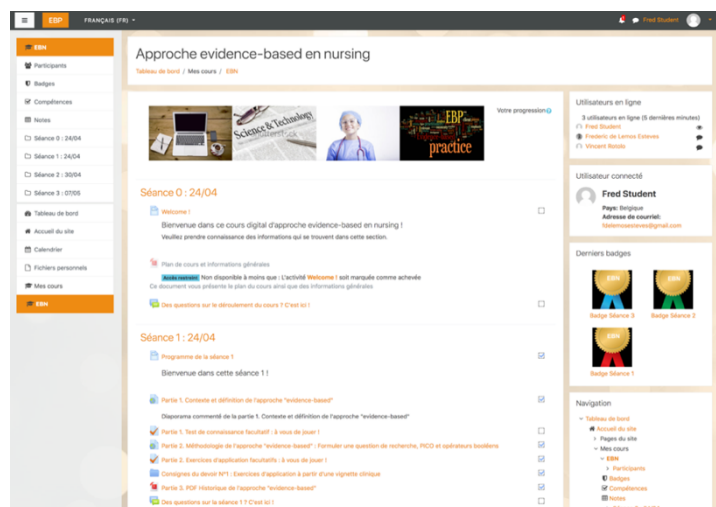 EBP
FRANÇAIS (FR)
Fred Student
EBN
Participants
Badges
Compétences
Notes
Séance 0 : 24/04
Séance 1 : 24/04
Séance 2 : 30/04
Séance 3 : 07/05
Tableau de bord
Accueil du site
Calendrier
Fichiers personnels
Mes cours
EBN
Approche evidence-based en nursing
Tableau de bord / Mes cours / EBN
Science & Technology
EBP
practice
Votre progression
Séance 0 : 24/04
Welcome !
Bienvenue dans ce cours digital d'approche evidence-based en nursing !
Veuillez prendre connaissance des informations qui se trouvent dans cette section.
Plan de cours et informations générales
Accès restreint Non disponible à moins que : L'activité Welcome ! soit marquée comme achevée
Ce document vous présente le plan du cours ainsi que des informations générales
Des questions sur le déroulement du cours ? C'est ici !
Séance 1 : 24/04
Programme de la séance 1
Bienvenue dans cette séance 1 !
Partie 1. Contexte et définition de l'approche "evidence-based"
Diaporama commenté de la partie 1. Contexte et définition de l'approche "evidence-based"
Partie 1. Test de connaissance facultatif : à vous de jouer !
Partie 2. Méthodologie de l'approche "evidence-based" : Formuler une question de recherche, PICO et opérateurs booléens
Partie 2. Exercices d'application facultatifs : à vous de jouer !
Consignes du devoir N°1 : Exercices d'application à partir d'une vignette clinique
Partie 3. PDF Historique de l'approche "evidence-based"
Des questions sur la séance 1 ? C'est ici !
Utilisateurs en ligne
3 utilisateurs en ligne (5 dernières minutes)
Fred Student
Frederic de Lemos Esteves
Vincent Reiols
Utilisateur connecté
Fred Student
Pays: Belgique
Adresse de courriel:
fdelemosesteves@gmail.com
Derniers badges
EBN
EBN
Badge Séance 3
Badge Séance 2
EBN
Badge Séance 1
Navigation
Tableau de bord
Accueil du site
Pages du site
Mes cours
EBN
Participants
Badges
Compétences
Notes